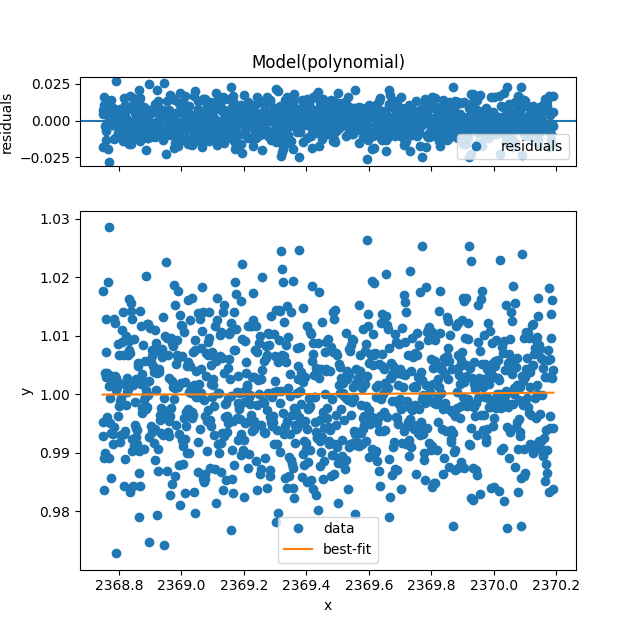 Model(polynomial)
0.025
0.000
−0.025
residuals
residuals
1.03
1.02
1.01
1.00
0.99
0.98
y
data
best-fit
2368.8 2369.0 2369.2 2369.4 2369.6 2369.8 2370.0 2370.2
x